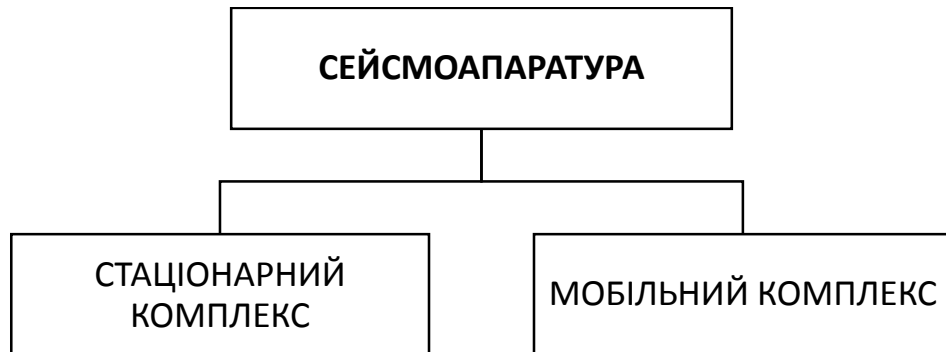 СЕЙСМОАПАРАТУРА
СТАЦІОНАРНИЙ
КОМПЛЕКС
МОБІЛЬНИЙ КОМПЛЕКС